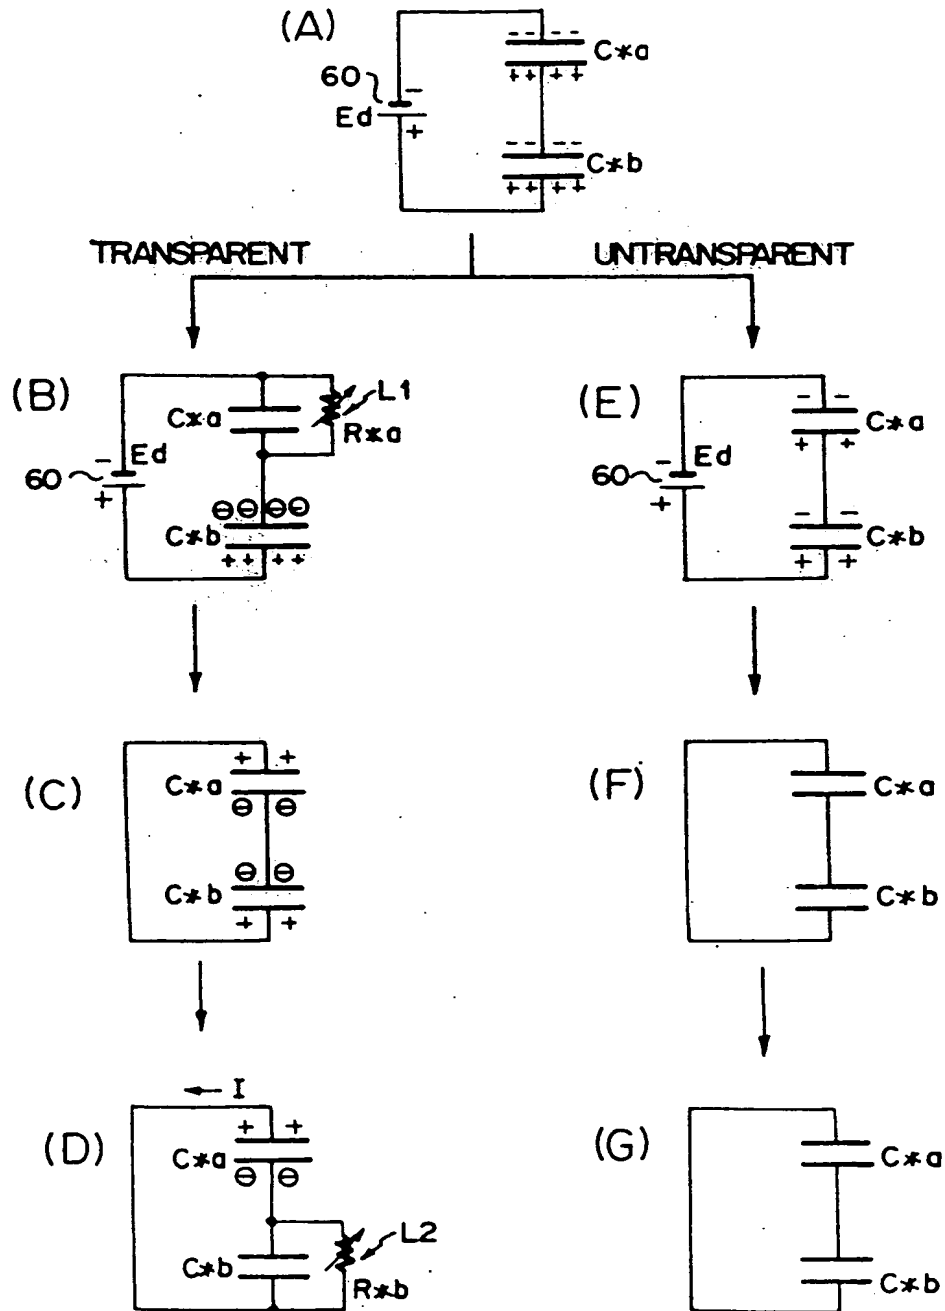 (A)
- - - -
C*a
+ + + +
60
-
Ed
+
- - - -
C*b
+ + + +
TRANSPARENT
UNTRANSPARENT
(B)
L1
C*a
R*a
-
Ed
60
+
⊖ ⊖ ⊖ ⊖
C*b
+ + + +
(E)
- -
C*a
+ +
-
Ed
60
+
- -
C*b
+ +
(C)
+ +
C*a
⊖ ⊖
⊖ ⊖
C*b
+ +
(F)
C*a
C*b
(D)
← I
+ +
C*a
⊖ ⊖
L2
C*b
R*b
(G)
C*a
C*b